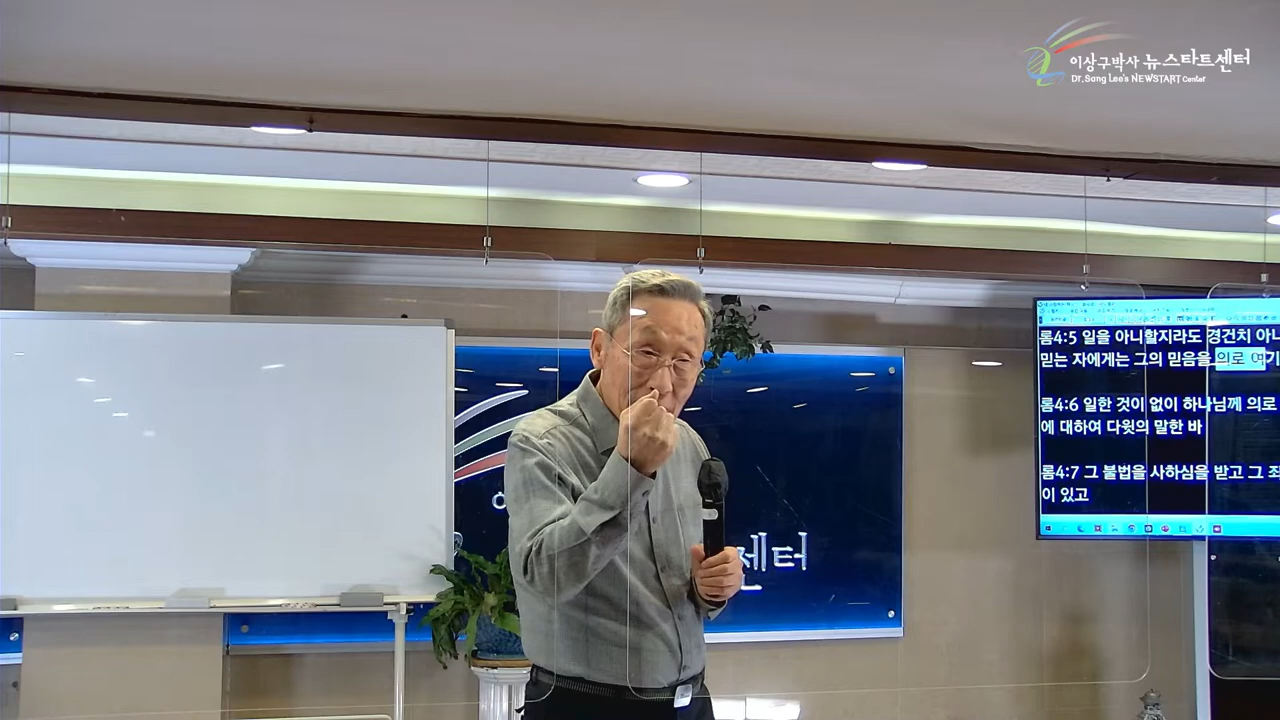 이상구박사 뉴스타트센터
Dr. Sang Lee's NEWSTART Center
롬4:5 일을 아니할지라도 경건치 아니
믿는 자에게는 그의 믿음을 의로 여기
롬4:6 일한 것이 없이 하나님께 의로
에 대하여 다윗의 말한 바
롬4:7 그 불법을 사하심을 받고 그 죄
이 있고
센터